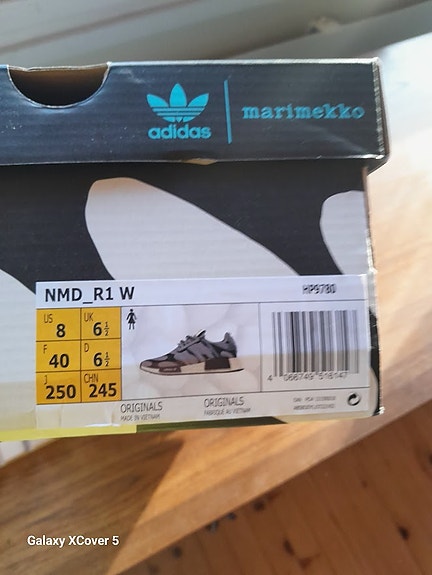 adidas
marimekko
NMD_R1 W
HP9780
US 8
UK 6½
F 40
D 6½
J 250
CHN 245
ORIGINALS
MADE IN VIETNAM
ORIGINALS
FABRIQUÉ AU VIETNAM
4 066749 516147
Galaxy XCover 5